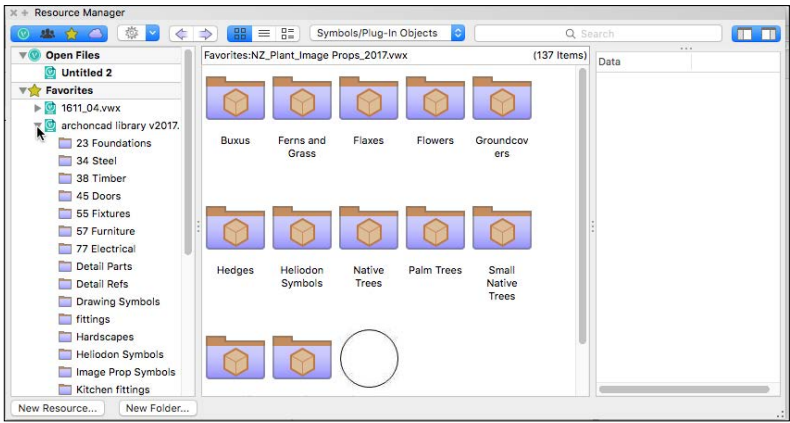 Resource Manager
Symbols/Plug-In Objects
Search
Open Files
Untitled 2
Favorites
1611_04.vwx
archoncad library v2017.
23 Foundations
34 Steel
38 Timber
45 Doors
55 Fixtures
57 Furniture
77 Electrical
Detail Parts
Detail Refs
Drawing Symbols
fittings
Hardscapes
Heliodon Symbols
Image Prop Symbols
Kitchen fittings
New Resource...
New Folder...
Favorites:NZ_Plant_Image Props_2017.vwx
(137 Items)
Buxus
Ferns and
Grass
Flaxes
Flowers
Groundcov
ers
Hedges
Heliodon
Symbols
Native
Trees
Palm Trees
Small
Native
Trees
Data